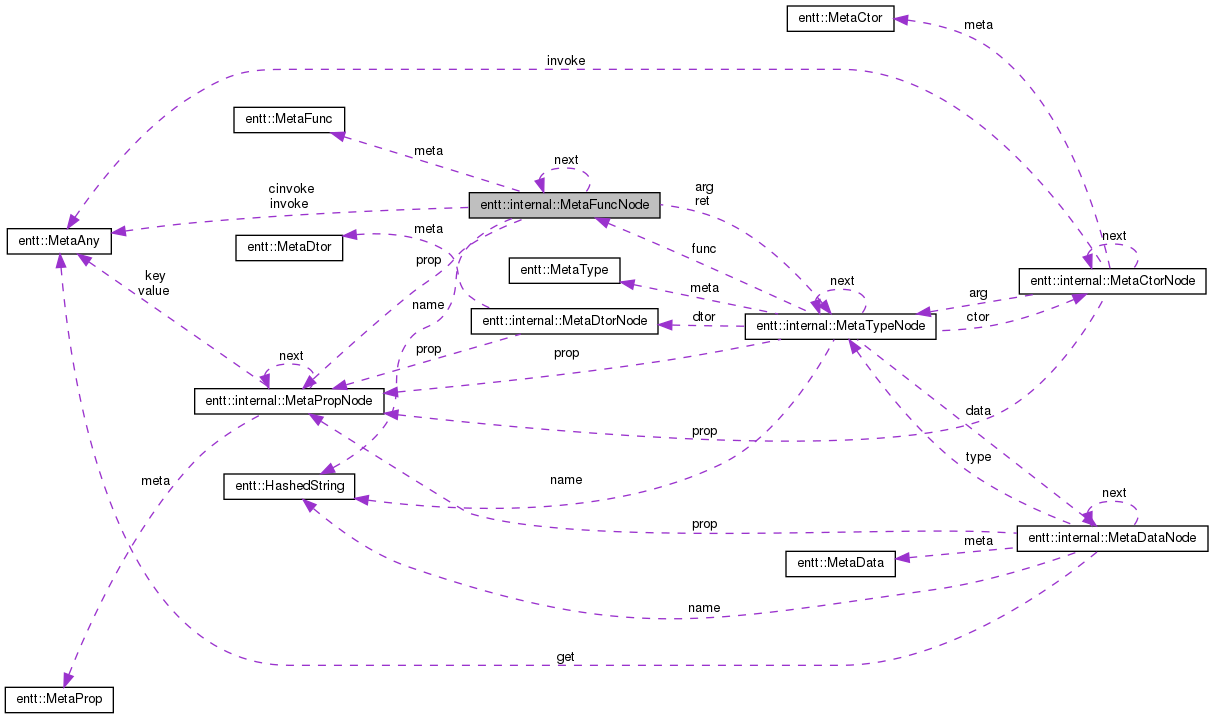 entt::MetaCtor
meta
invoke
entt::MetaFunc
meta
next
cinvoke
invoke
entt::internal::MetaFuncNode
arg
ret
entt::MetaAny
entt::MetaDtor
meta
prop
func
next
key
value
entt::MetaType
meta
next
entt::internal::MetaCtorNode
arg
name
entt::internal::MetaDtorNode
dtor
entt::internal::MetaTypeNode
ctor
next
prop
prop
entt::internal::MetaPropNode
data
prop
meta
entt::HashedString
name
type
next
prop
entt::internal::MetaDataNode
meta
entt::MetaData
name
get
entt::MetaProp